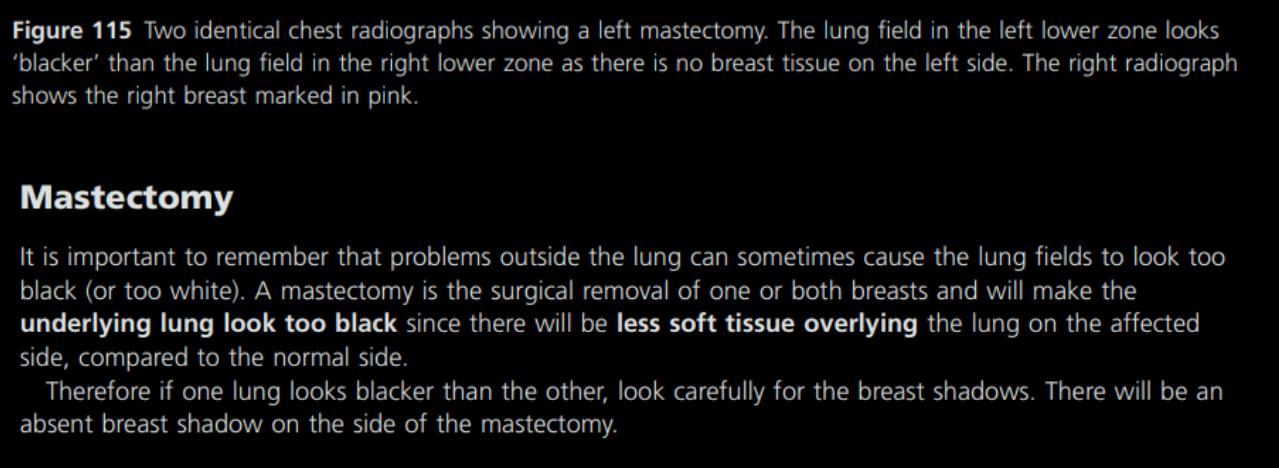 Figure 115 Two identical chest radiographs showing a left mastectomy. The lung field in the left lower zone looks
‘blacker’ than the lung field in the right lower zone as there is no breast tissue on the left side. The right radiograph
shows the right breast marked in pink.
Mastectomy
It is important to remember that problems outside the lung can sometimes cause the lung fields to look too
black (or too white). A mastectomy is the surgical removal of one or both breasts and will make the
underlying lung look too black since there will be less soft tissue overlying the lung on the affected
side, compared to the normal side.
Therefore if one lung looks blacker than the other, look carefully for the breast shadows. There will be an
absent breast shadow on the side of the mastectomy.